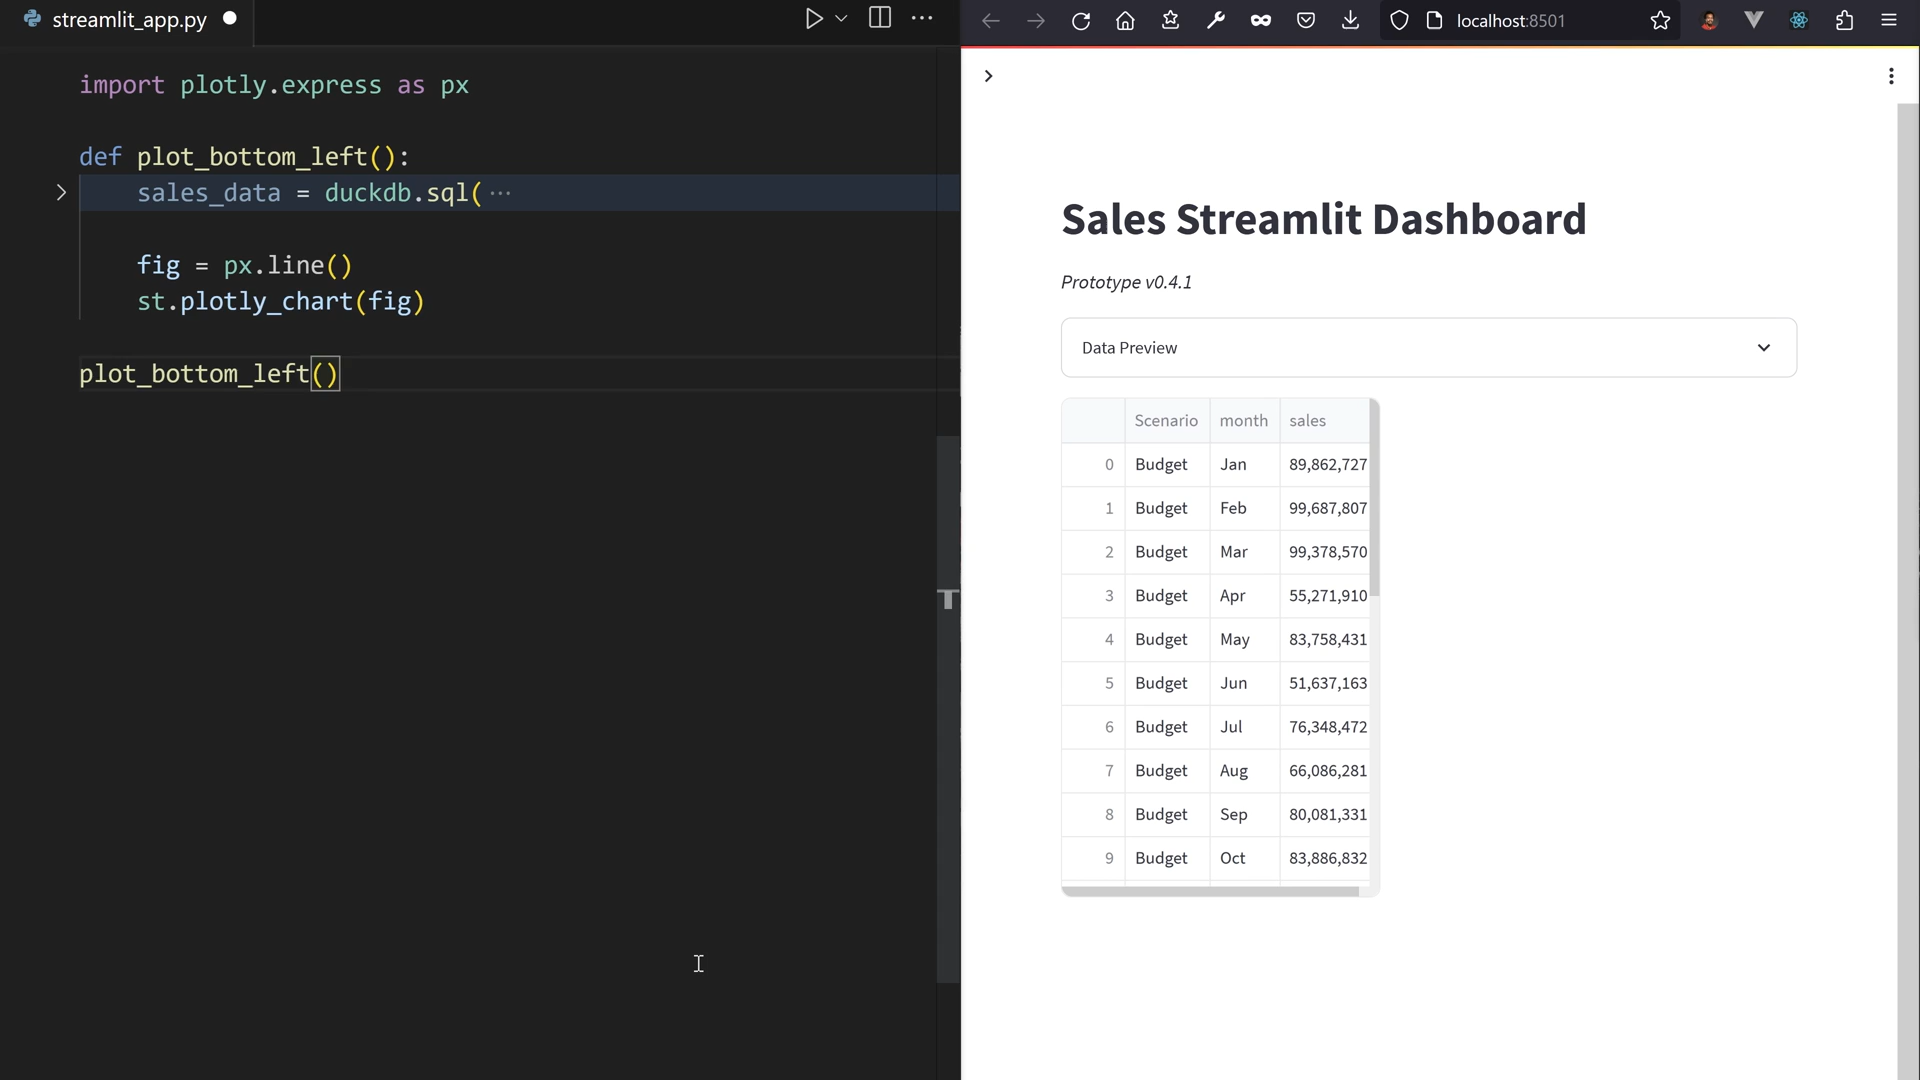 streamlit_app.py
localhost:8501
import plotly.express as px
def plot_bottom_left():
sales_data = duckdb.sql( ···
fig = px.line()
st.plotly_chart(fig)
plot_bottom_left()
Sales Streamlit Dashboard
Prototype v0.4.1
Data Preview
Scenario month sales
0 Budget Jan 89,862,727
1 Budget Feb 99,687,807
2 Budget Mar 99,378,570
3 Budget Apr 55,271,910
4 Budget May 83,758,431
5 Budget Jun 51,637,163
6 Budget Jul 76,348,472
7 Budget Aug 66,086,281
8 Budget Sep 80,081,331
9 Budget Oct 83,886,832